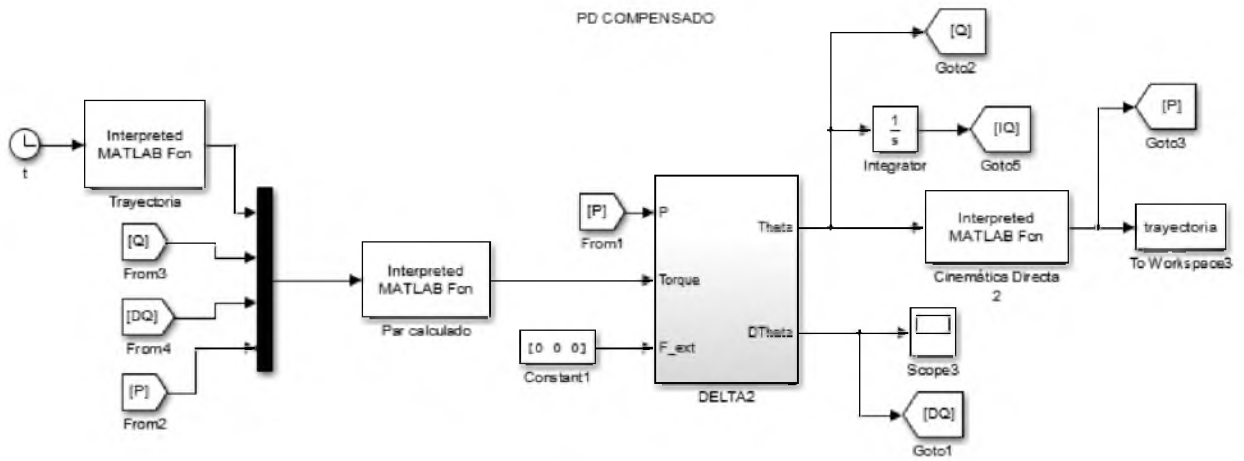 PD COMPENSADO
[Q]
Goto2
[P]
Goto3
1
s
Integrator
[IQ]
Goto5
t
Interpreted
MATLAB Fcn
Trayectoria
[Q]
From3
[DQ]
From4
[P]
From2
Interpreted
MATLAB Fcn
Par calculado
[P]
From1
[0 0 0]
Constant1
P
Torque
F_ext
Theta
DTheta
DELTA2
Interpreted
MATLAB Fcn
Cinemática Directa
2
trayectoria
To Workspace3
Scope3
[DQ]
Goto1